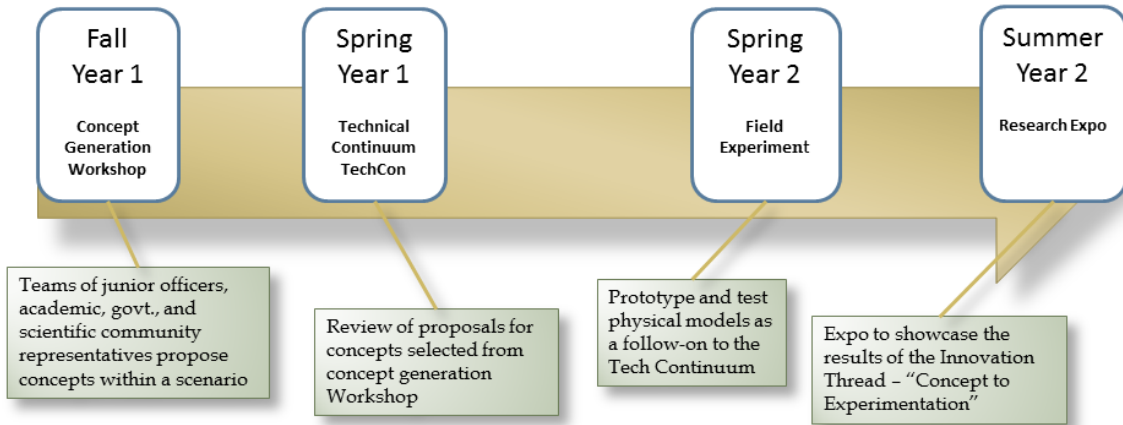 Fall
Year 1
Concept
Generation
Workshop
Spring
Year 1
Technical
Continuum
TechCon
Spring
Year 2
Field
Experiment
Summer
Year 2
Research Expo
Teams of junior officers,
academic, govt., and
scientific community
representatives propose
concepts within a scenario
Review of proposals for
concepts selected from
concept generation
Workshop
Prototype and test
physical models as
a follow-on to the
Tech Continuum
Expo to showcase the
results of the Innovation
Thread – “Concept to
Experimentation”